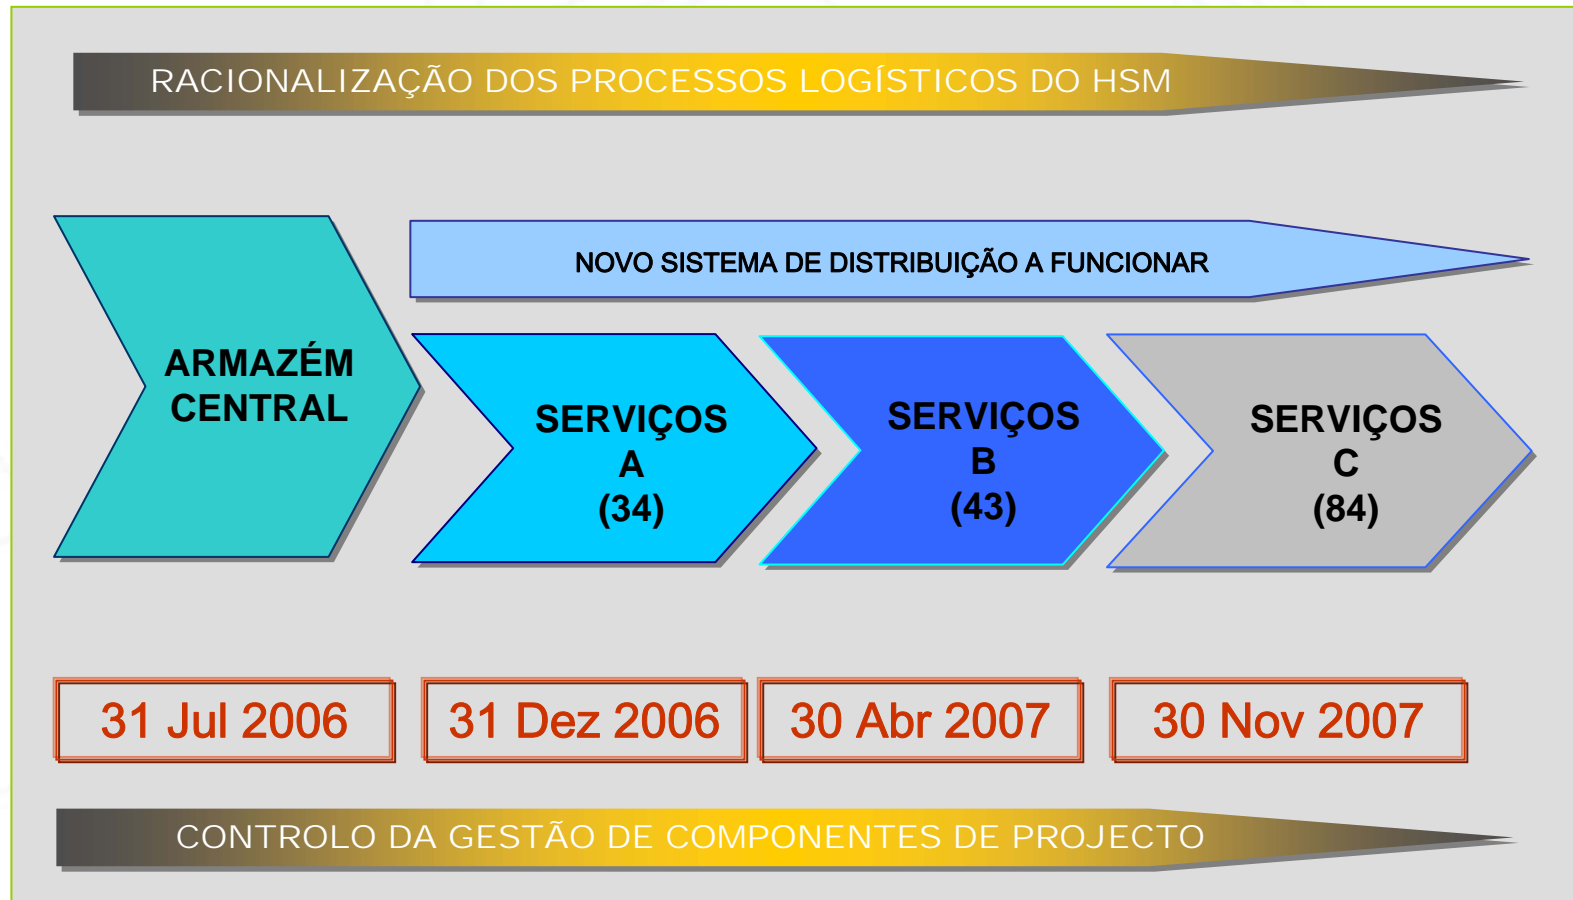 RACIONALIZAÇÃO DOS PROCESSOS LOGÍSTICOS DO HSM
NOVO SISTEMA DE DISTRIBUIÇÃO A FUNCIONAR
ARMAZÉM
CENTRAL
SERVIÇOS
A
(34)
SERVIÇOS
B
(43)
SERVIÇOS
C
(84)
31 Jul 2006
31 Dez 2006
30 Abr 2007
30 Nov 2007
CONTROLO DA GESTÃO DE COMPONENTES DE PROJECTO